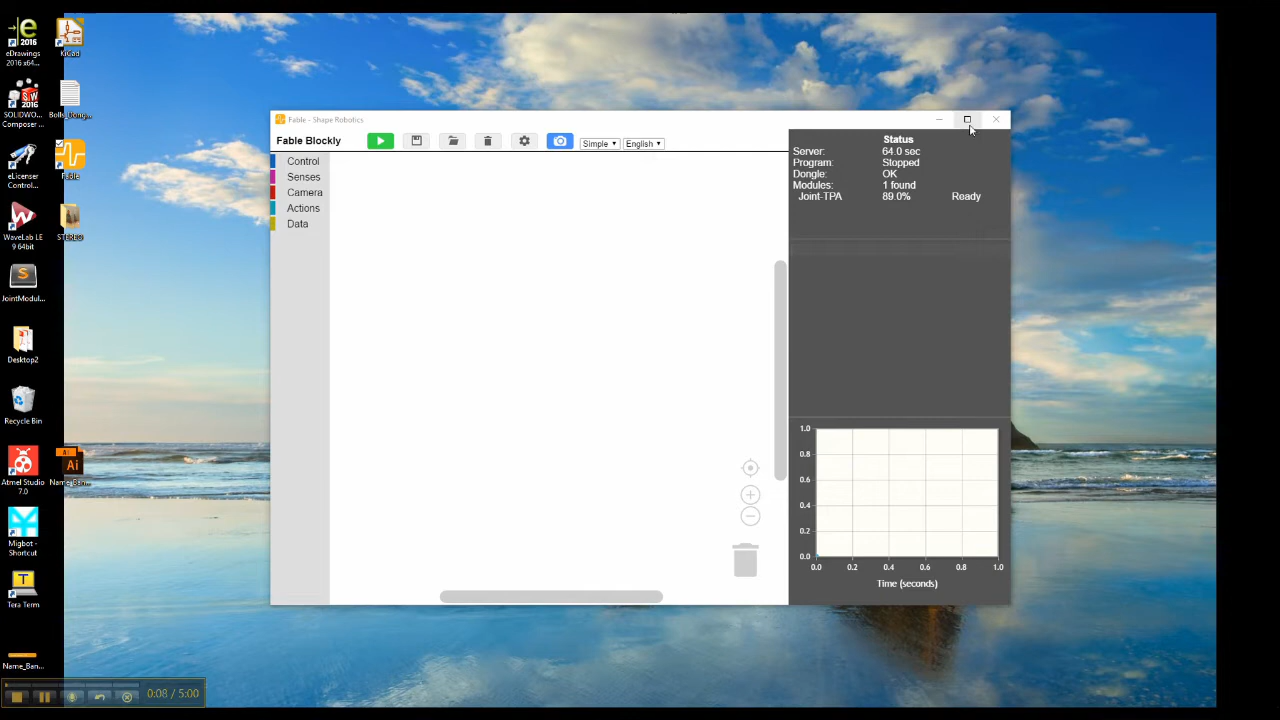 eDrawings
2016 x64...
KiCad
SOLIDWO...
Composer ...
Bolls_Dong...
eLicenser
Control...
Fable
WaveLab LE
9 64bit
STEREO
JointModul...
Desktop2
Recycle Bin
Atmel Studio
7.0
Name_Ban...
Migbot -
Shortcut
Tera Term
Name_Ban...
0:08 / 5:00
Fable - Shape Robotics
Fable Blockly
Simple
English
Control
Senses
Camera
Actions
Data
Status
Server: 64.0 sec
Program: Stopped
Dongle: OK
Modules: 1 found
Joint-TPA 89.0% Ready
1.0
0.8
0.6
0.4
0.2
0.0
0.0 0.2 0.4 0.6 0.8 1.0
Time (seconds)